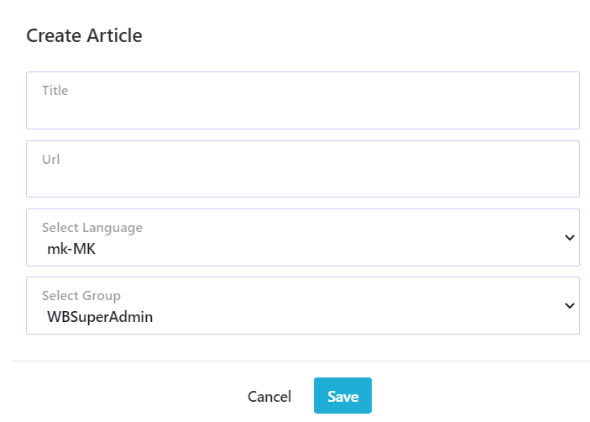 Create Article
Title
Url
Select Language
mk-MK
Select Group
WBSuperAdmin
Cancel Save